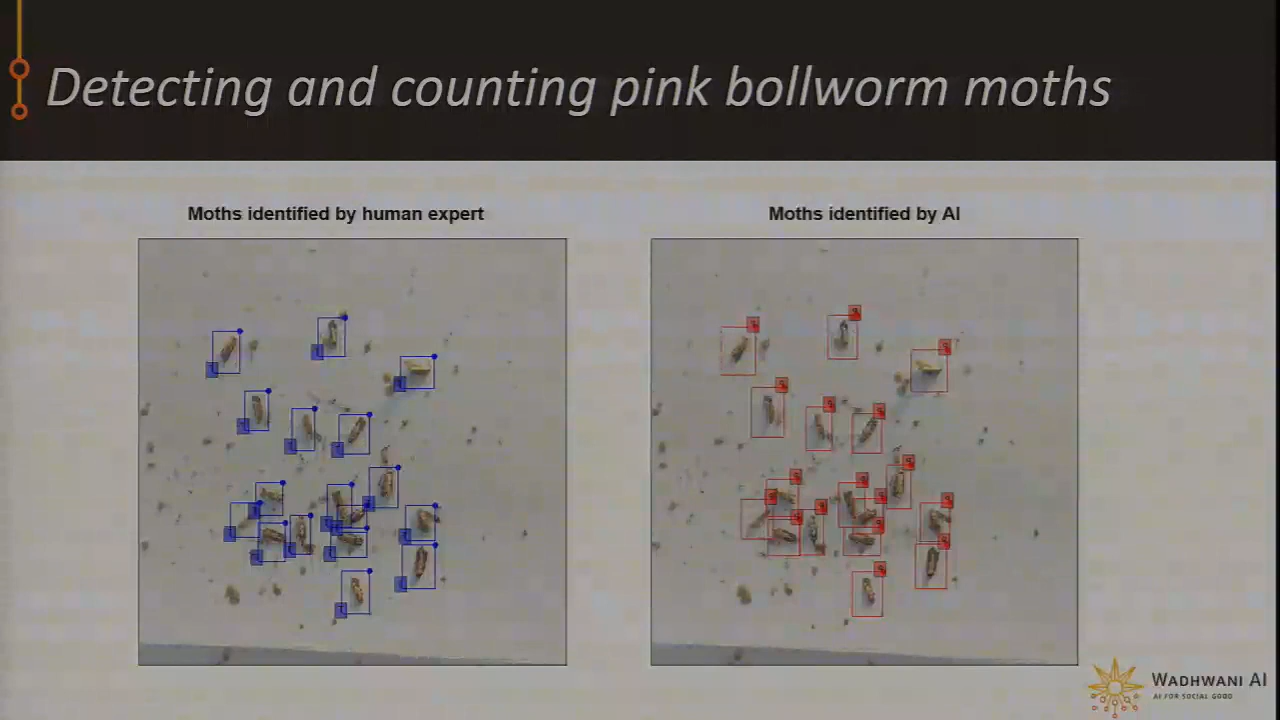 Detecting and counting pink bollworm moths
Moths identified by human expert
Moths identified by AI
WADHWANI AI
AI FOR SOCIAL GOOD